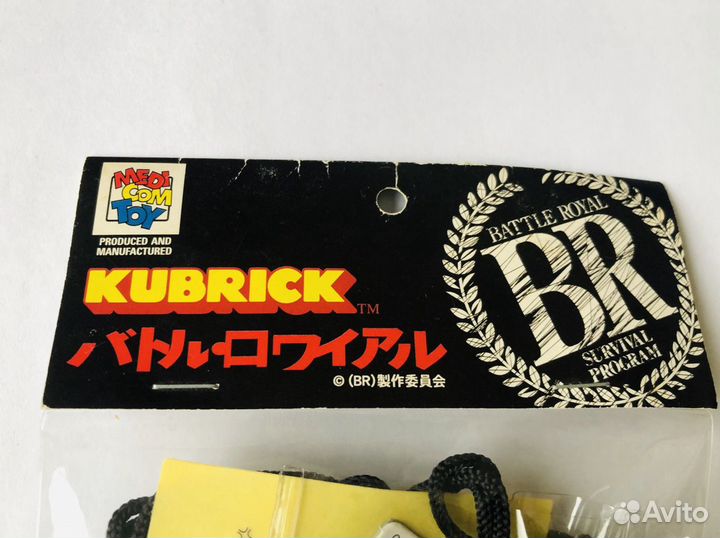 MEDI
COM
TOY
PRODUCED AND
MANUFACTURED
KUBRICK™
バトル・ロワイアル
©(BR)製作委員会
BATTLE ROYAL
BR
SURVIVAL
PROGRAM
Avito